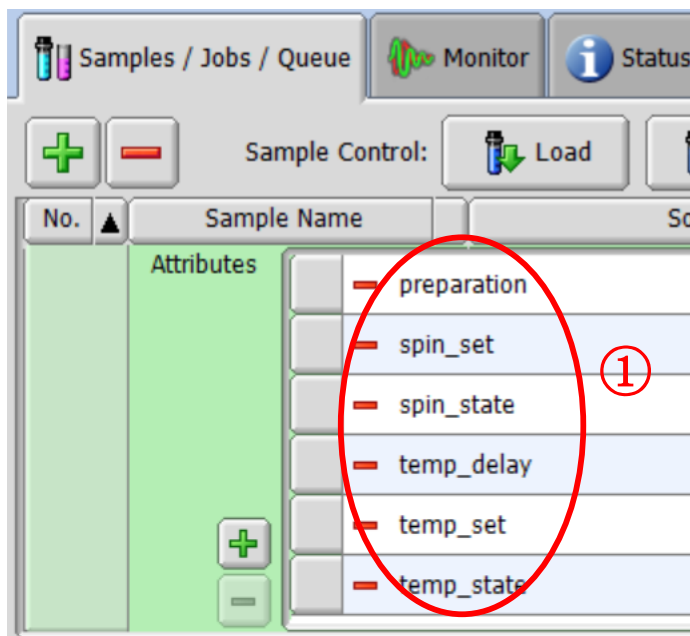 Samples / Jobs / Queue Monitor Status
Sample Control: Load
No. Sample Name So
Attributes
preparation
spin_set
①
spin_state
temp_delay
temp_set
temp_state